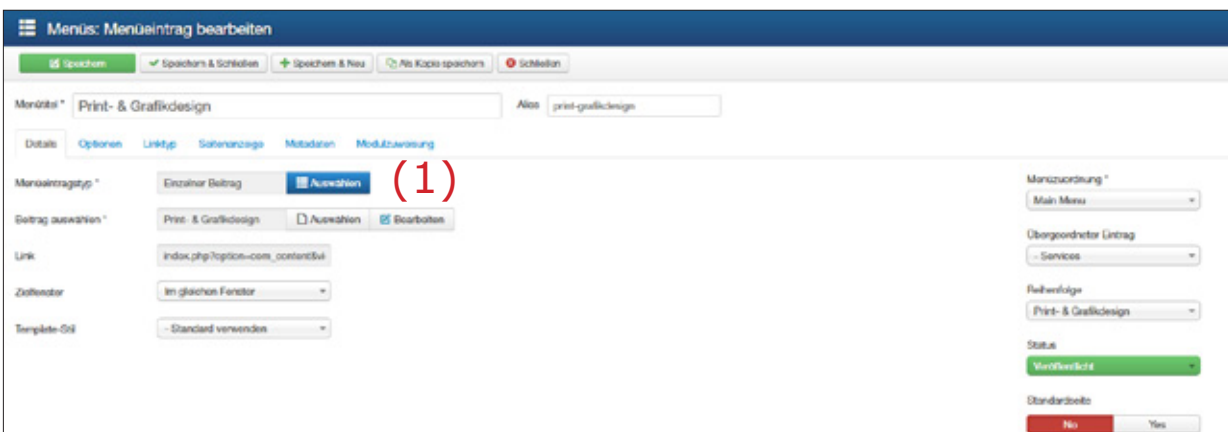 Menüs: Menüeintrag bearbeiten
Speichern
Speichern & Schließen
Speichern & Neu
Als Kopie speichern
Schließen
Menütitel *
Print- & Grafikdesign
Alias
print-grafikdesign
Details
Optionen
Linktyp
Seitenanzeige
Metadaten
Modulzuweisung
Menüeintragstyp *
Einzelner Beitrag
Auswählen
(1)
Beitrag auswählen *
Print- & Grafikdesign
Auswählen
Bearbeiten
Link
index.php?option=com_content&vi
Zielfenster
Im gleichen Fenster
Template-Stil
- Standard verwenden
Menüzuordnung *
Main Menu
Übergeordneter Eintrag
- Services
Reihenfolge
Print- & Grafikdesign
Status
Veröffentlicht
Standardseite
No
Yes